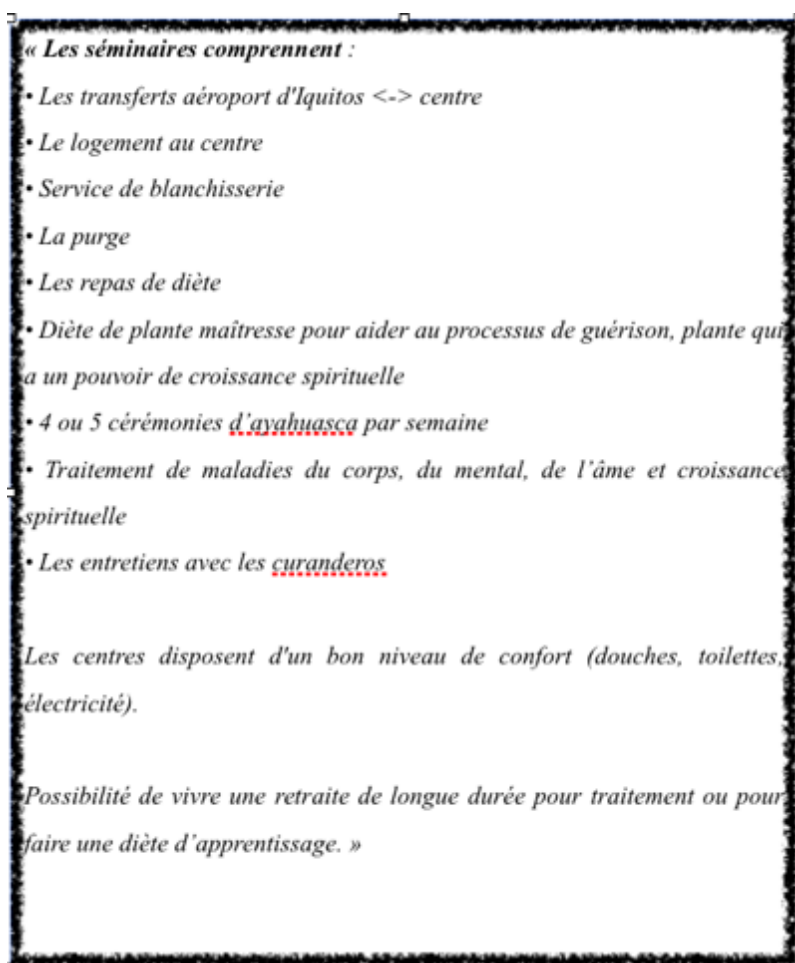 « Les séminaires comprennent :
• Les transferts aéroport d'Iquitos <-> centre
• Le logement au centre
• Service de blanchisserie
• La purge
• Les repas de diète
• Diète de plante maîtresse pour aider au processus de guérison, plante qui
a un pouvoir de croissance spirituelle
• 4 ou 5 cérémonies d’ayahuasca par semaine
• Traitement de maladies du corps, du mental, de l’âme et croissance
spirituelle
• Les entretiens avec les curanderos
Les centres disposent d'un bon niveau de confort (douches, toilettes,
électricité).
Possibilité de vivre une retraite de longue durée pour traitement ou pour
faire une diète d’apprentissage. »